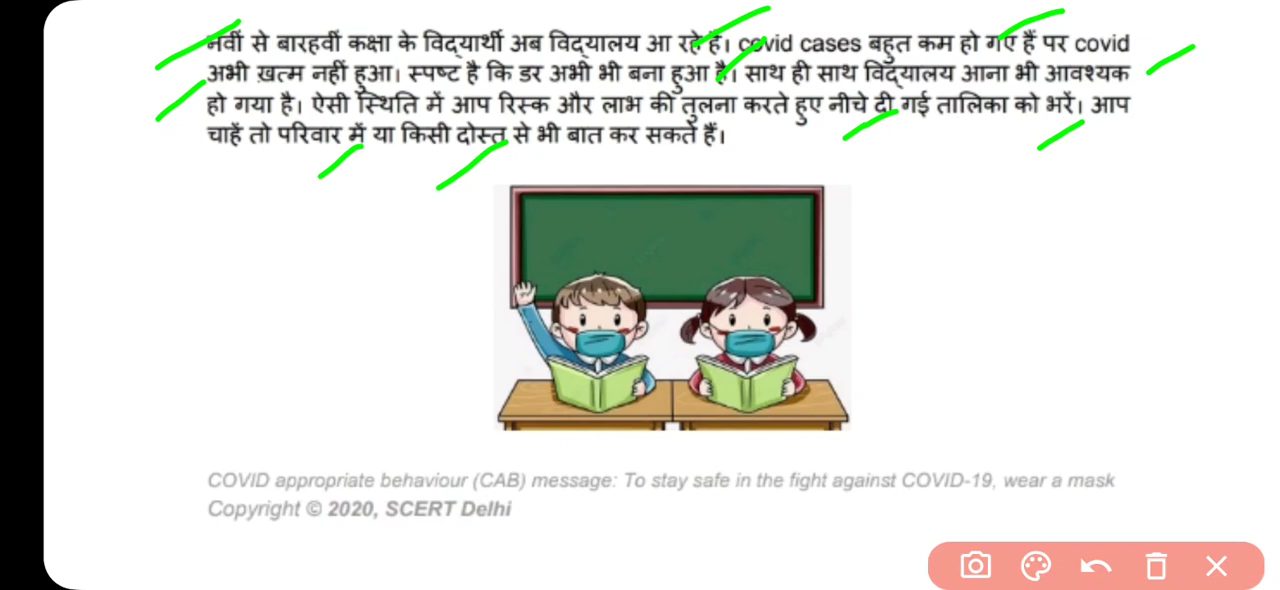 नवीं से बारहवीं कक्षा के विद्यार्थी अब विद्यालय आ रहे हैं। covid cases बहुत कम हो गए हैं पर covid
अभी ख़त्म नहीं हुआ। स्पष्ट है कि डर अभी भी बना हुआ है। साथ ही साथ विद्यालय आना भी आवश्यक
हो गया है। ऐसी स्थिति में आप रिस्क और लाभ की तुलना करते हुए नीचे दी गई तालिका को भरें। आप
चाहें तो परिवार में या किसी दोस्त से भी बात कर सकते हैं।
COVID appropriate behaviour (CAB) message: To stay safe in the fight against COVID-19, wear a mask
Copyright © 2020, SCERT Delhi